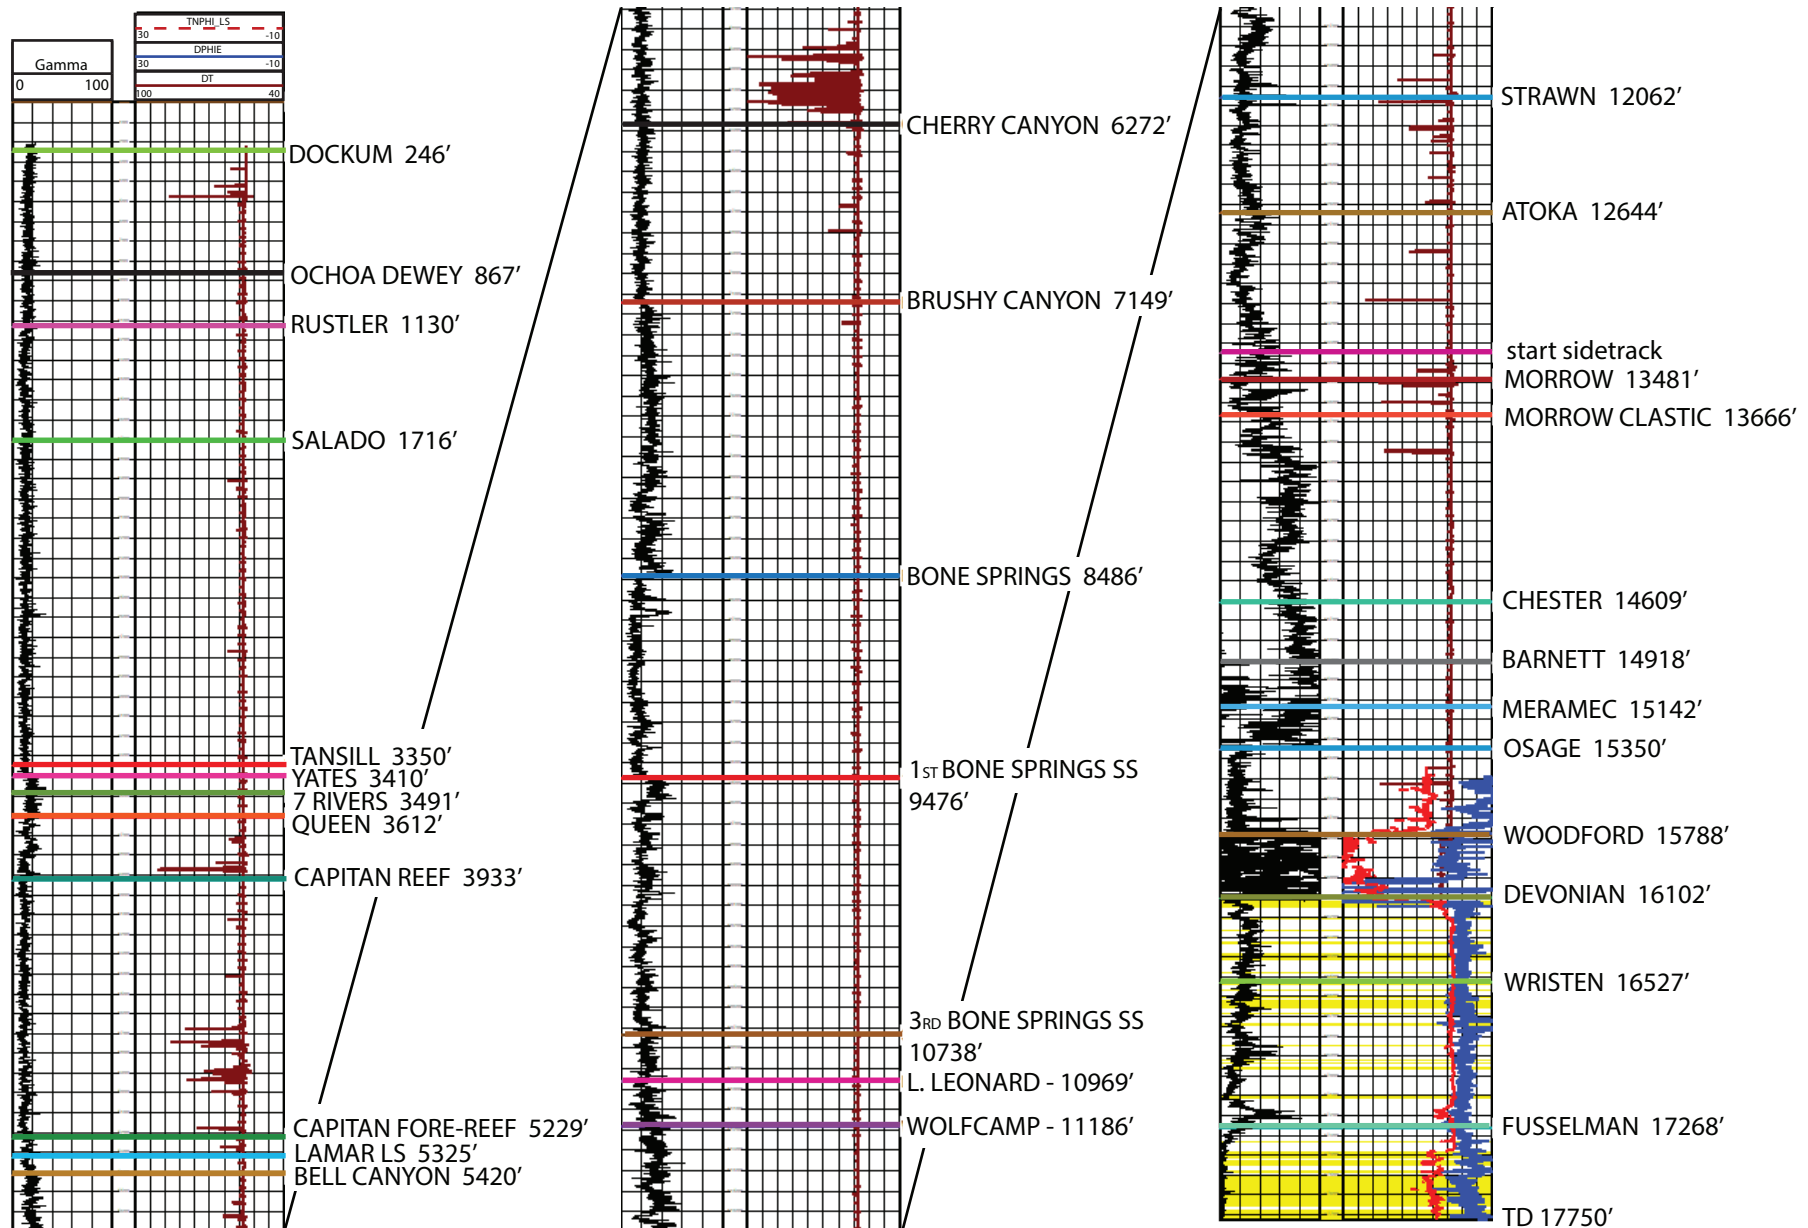 Gamma
0 100
TNPHI_LS
30 -10
DPHIE
30 -10
DT
100 40
DOCKUM 246’
OCHOA DEWEY 867’
RUSTLER 1130’
SALADO 1716’
TANSILL 3350’
YATES 3410’
7 RIVERS 3491’
QUEEN 3612’
CAPITAN REEF 3933’
CAPITAN FORE-REEF 5229’
LAMAR LS 5325’
BELL CANYON 5420’
CHERRY CANYON 6272’
BRUSHY CANYON 7149’
BONE SPRINGS 8486’
1ST BONE SPRINGS SS
9476’
3RD BONE SPRINGS SS
10738’
L. LEONARD - 10969’
WOLFCAMP - 11186’
STRAWN 12062’
ATOKA 12644’
start sidetrack
MORROW 13481’
MORROW CLASTIC 13666’
CHESTER 14609’
BARNETT 14918’
MERAMEC 15142’
OSAGE 15350’
WOODFORD 15788’
DEVONIAN 16102’
WRISTEN 16527’
FUSSELMAN 17268’
TD 17750’